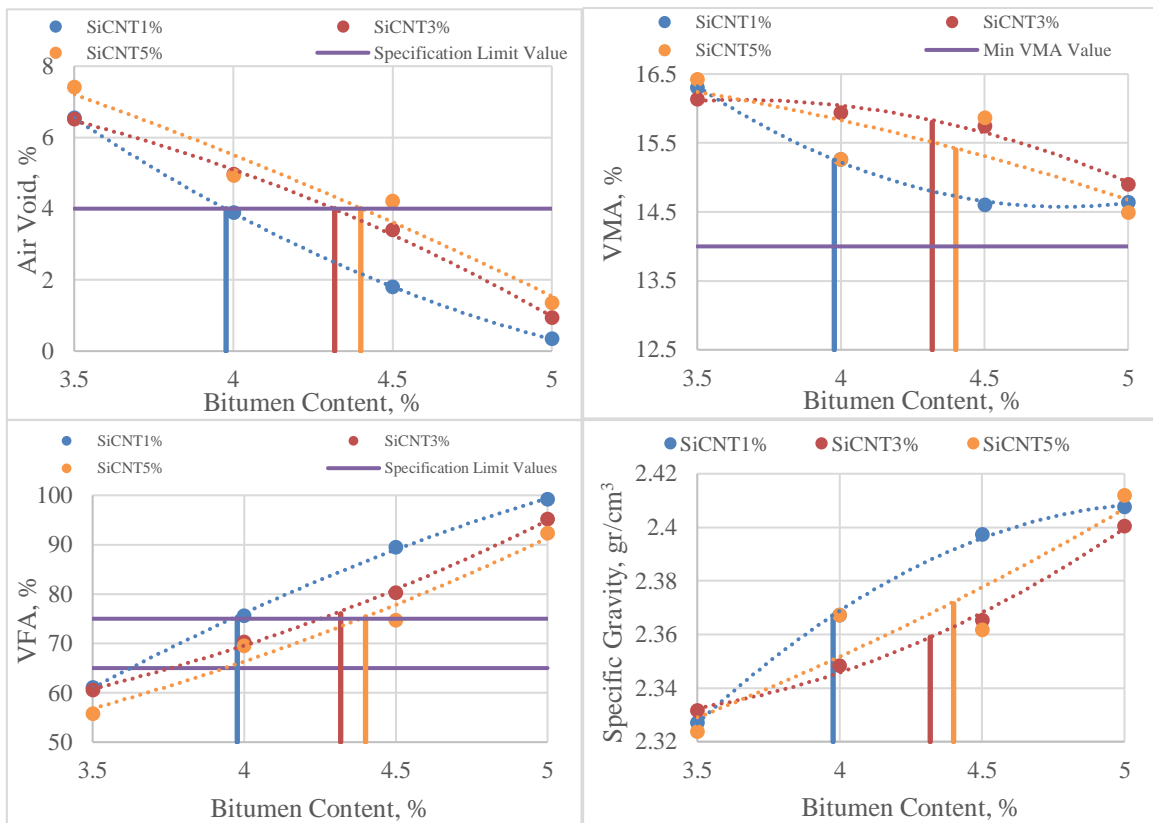 SiCNT1% SiCNT3%
SiCNT5% Specification Limit Value
8
6
4
2
0
Air Void, %
3.5 4 4.5 5
Bitumen Content, %
SiCNT1% SiCNT3%
SiCNT5% Min VMA Value
16.5
15.5
14.5
13.5
12.5
VMA, %
3.5 4 4.5 5
Bitumen Content, %
SiCNT1% SiCNT3%
SiCNT5% Specification Limit Values
100
90
80
70
60
50
VFA, %
3.5 4 4.5 5
Bitumen Content, %
SiCNT1% SiCNT3% SiCNT5%
2.42
2.4
2.38
2.36
2.34
2.32
Specific Gravity, gr/cm³
3.5 4 4.5 5
Bitumen Content, %